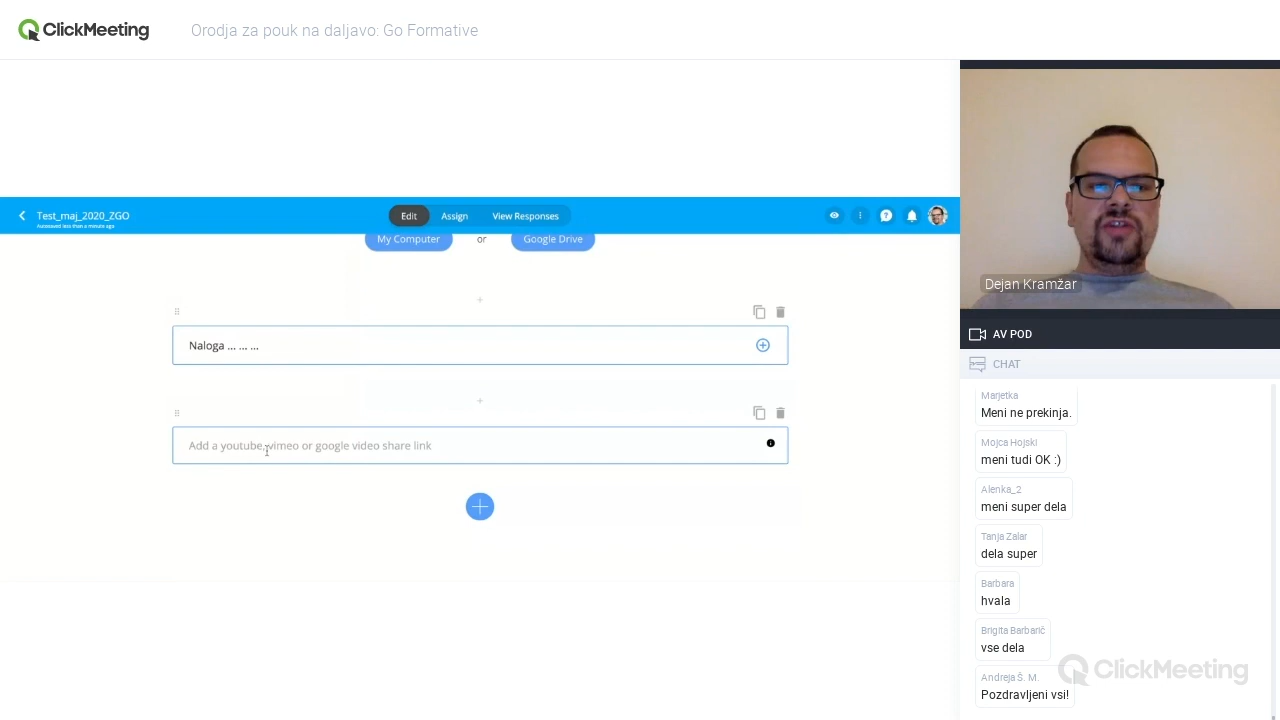 ClickMeeting
Orodja za pouk na daljavo: Go Formative
Test_maj_2020_ZGO
Autosaved less than a minute ago
Edit
Assign
View Responses
My Computer
or
Google Drive
Naloga ... ... ...
Add a youtube, vimeo or google video share link
Dejan Kramžar
AV POD
CHAT
Marjetka
Meni ne prekinja.
Mojca Hojski
meni tudi OK :)
Alenka_2
meni super dela
Tanja Zalar
dela super
Barbara
hvala
Brigita Barbarič
vse dela
Andreja Š. M.
Pozdravljeni vsi!
ClickMeeting